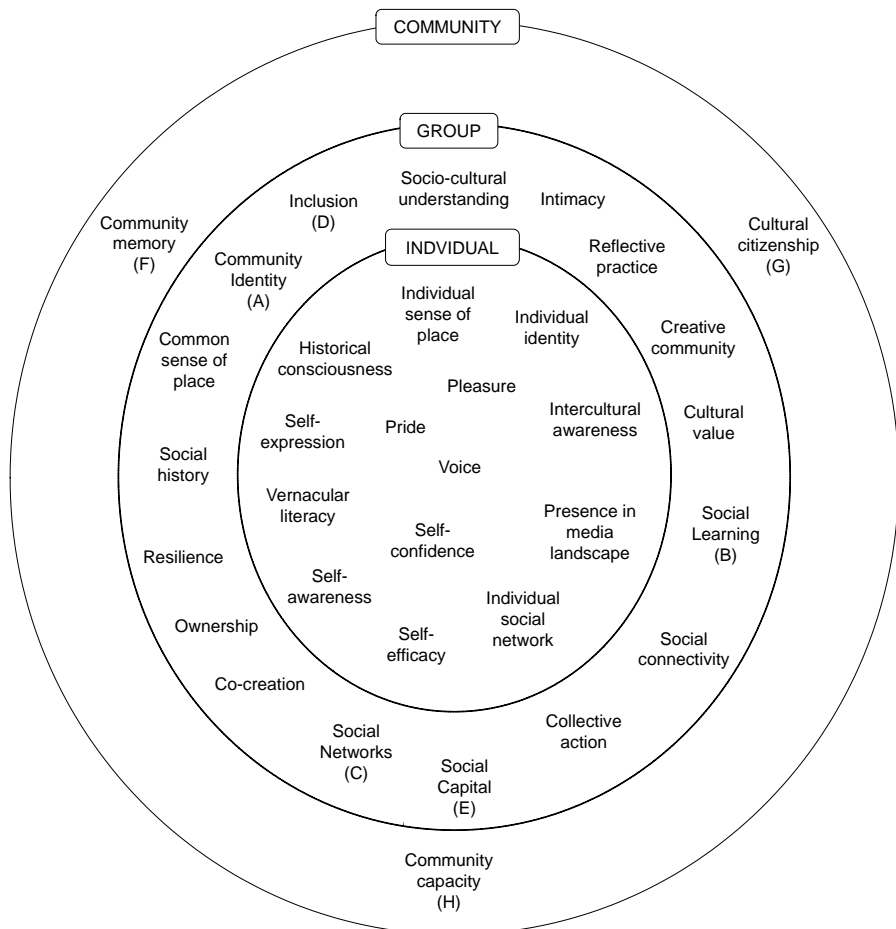 COMMUNITY
GROUP
Socio-cultural
understanding
Inclusion
(D)
Intimacy
Community
memory
(F)
Cultural
citizenship
(G)
Community
Identity
(A)
INDVIDUAL
Reflective
practice
Individual
sense of
place
Individual
identity
Common
sense of
place
Historical
consciousness
Creative
community
Pleasure
Self-
expression
Pride
Intercultural
awareness
Cultural
value
Social
history
Voice
Vernacular
literacy
Self-
confidence
Presence in
media
landscape
Social
Learning
(B)
Resilience
Self-
awareness
Individual
social
network
Ownership
Self-
efficacy
Social
connectivity
Co-creation
Social
Networks
(C)
Collective
action
Social
Capital
(E)
Community
capacity
(H)